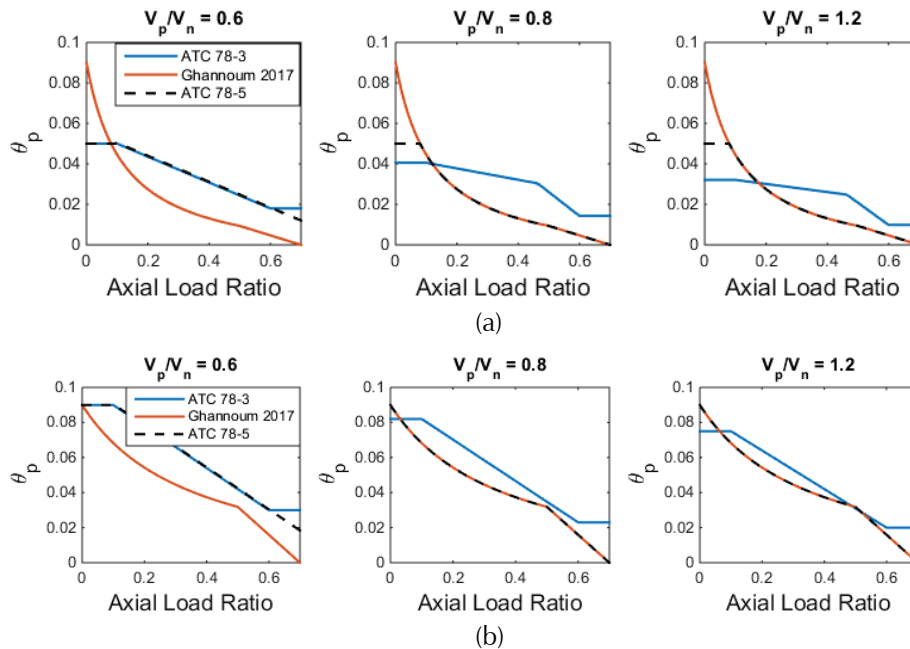 V_p/V_n = 0.6
V_p/V_n = 0.8
V_p/V_n = 1.2
0.1
0.08
0.06
0.04
0.02
0
θ_p
ATC 78-3
Ghannoum 2017
ATC 78-5
0 0.2 0.4 0.6
Axial Load Ratio
0.1
0.08
0.06
0.04
0.02
0
θ_p
0 0.2 0.4 0.6
Axial Load Ratio
0.1
0.08
0.06
0.04
0.02
0
θ_p
0 0.2 0.4 0.6
Axial Load Ratio
(a)
V_p/V_n = 0.6
V_p/V_n = 0.8
V_p/V_n = 1.2
0.1
0.08
0.06
0.04
0.02
0
θ_p
ATC 78-3
Ghannoum 2017
ATC 78-5
0 0.2 0.4 0.6
Axial Load Ratio
0.1
0.08
0.06
0.04
0.02
0
θ_p
0 0.2 0.4 0.6
Axial Load Ratio
0.1
0.08
0.06
0.04
0.02
0
θ_p
0 0.2 0.4 0.6
Axial Load Ratio
(b)